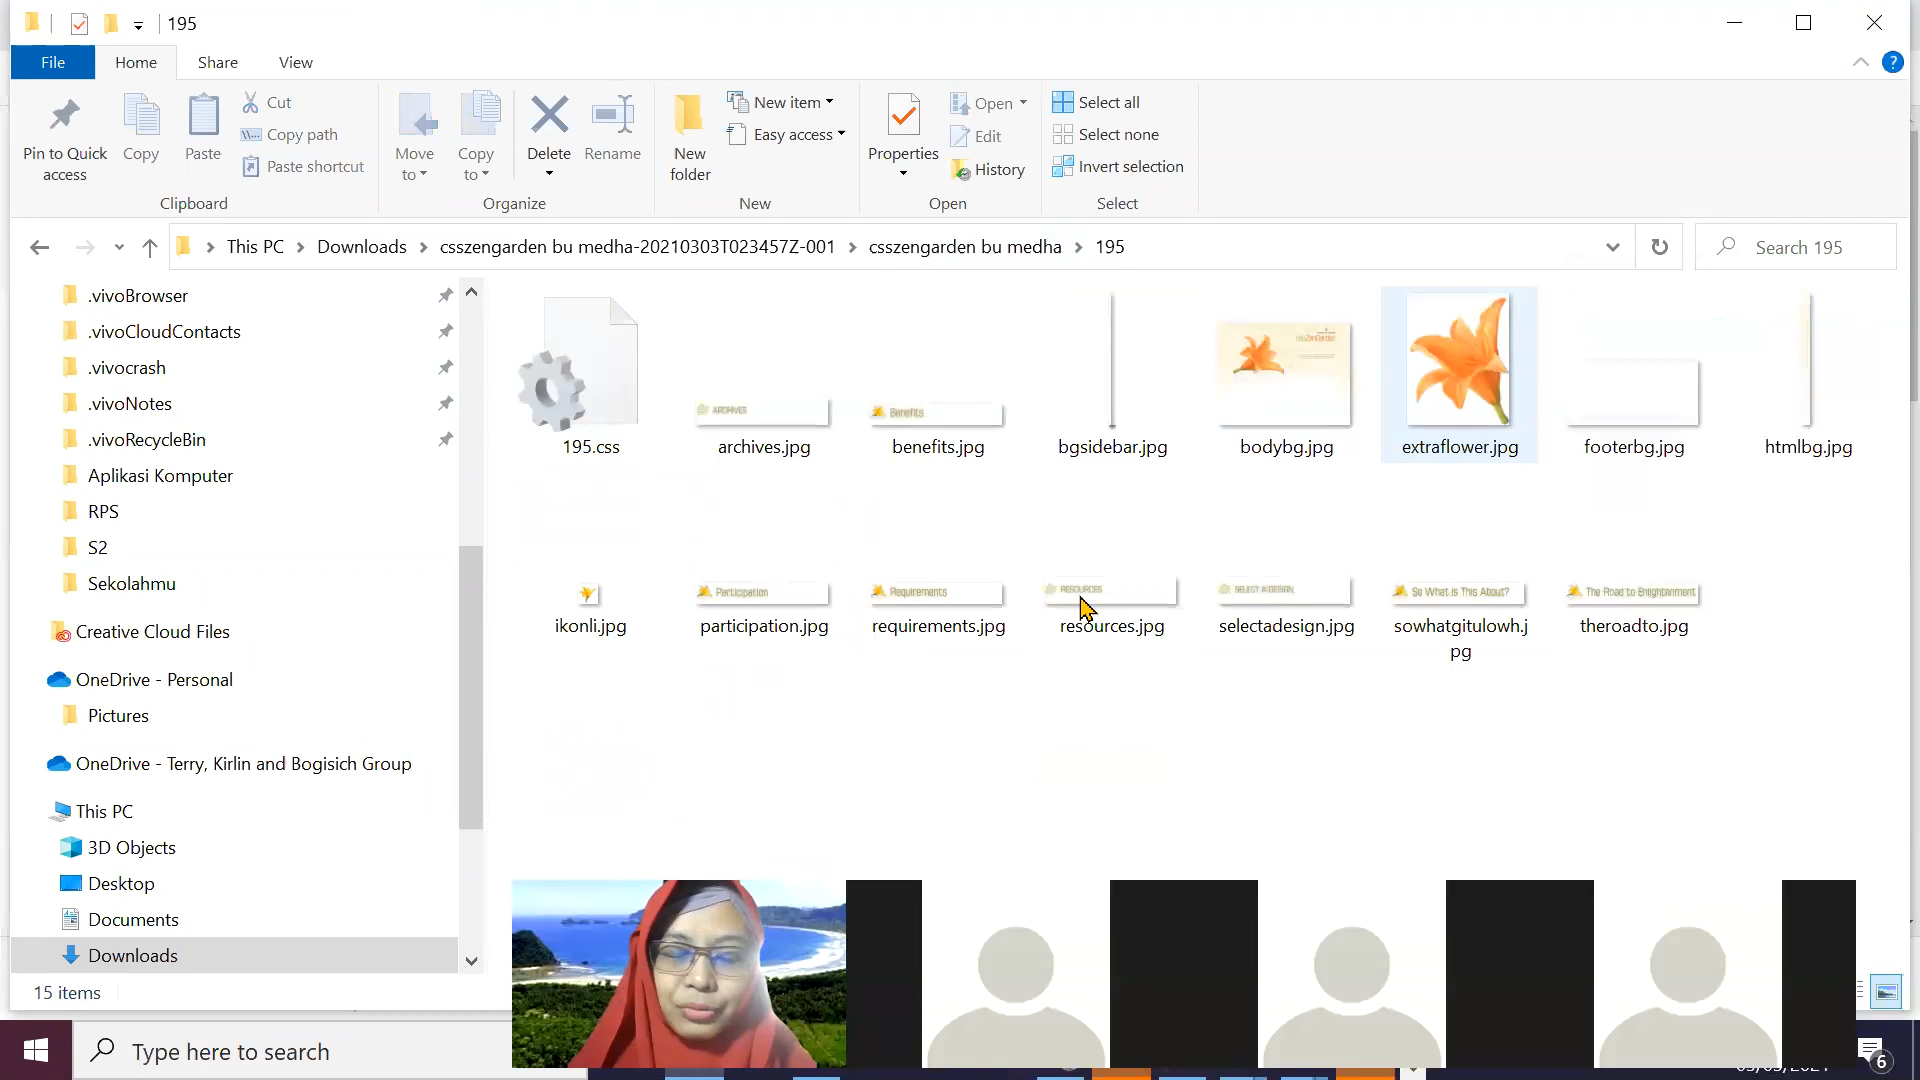 195
File
Home
Share
View
Pin to Quick access
Copy
Paste
Cut
Copy path
Paste shortcut
Clipboard
Move to
Copy to
Delete
Rename
Organize
New folder
New item
Easy access
New
Properties
Open
Edit
History
Open
Select all
Select none
Invert selection
Select
This PC
Downloads
csszengarden bu medha-20210303T023457Z-001
csszengarden bu medha
195
Search 195
.vivoBrowser
.vivoCloudContacts
.vivocrash
.vivoNotes
.vivoRecycleBin
Aplikasi Komputer
RPS
S2
Sekolahmu
Creative Cloud Files
OneDrive - Personal
Pictures
OneDrive - Terry, Kirlin and Bogisich Group
This PC
3D Objects
Desktop
Documents
Downloads
195.css
ARCHIVES
archives.jpg
Benefits
benefits.jpg
bgsidebar.jpg
bodybg.jpg
extraflower.jpg
footerbg.jpg
htmlbg.jpg
ikonli.jpg
Participation
participation.jpg
Requirements
requirements.jpg
RESOURCES
resources.jpg
SELECT A DESIGN
selectadesign.jpg
So What is This About?
sowhatgitulowh.j
pg
The Road to Enlightenment
theroadto.jpg
15 items
Type here to search
6